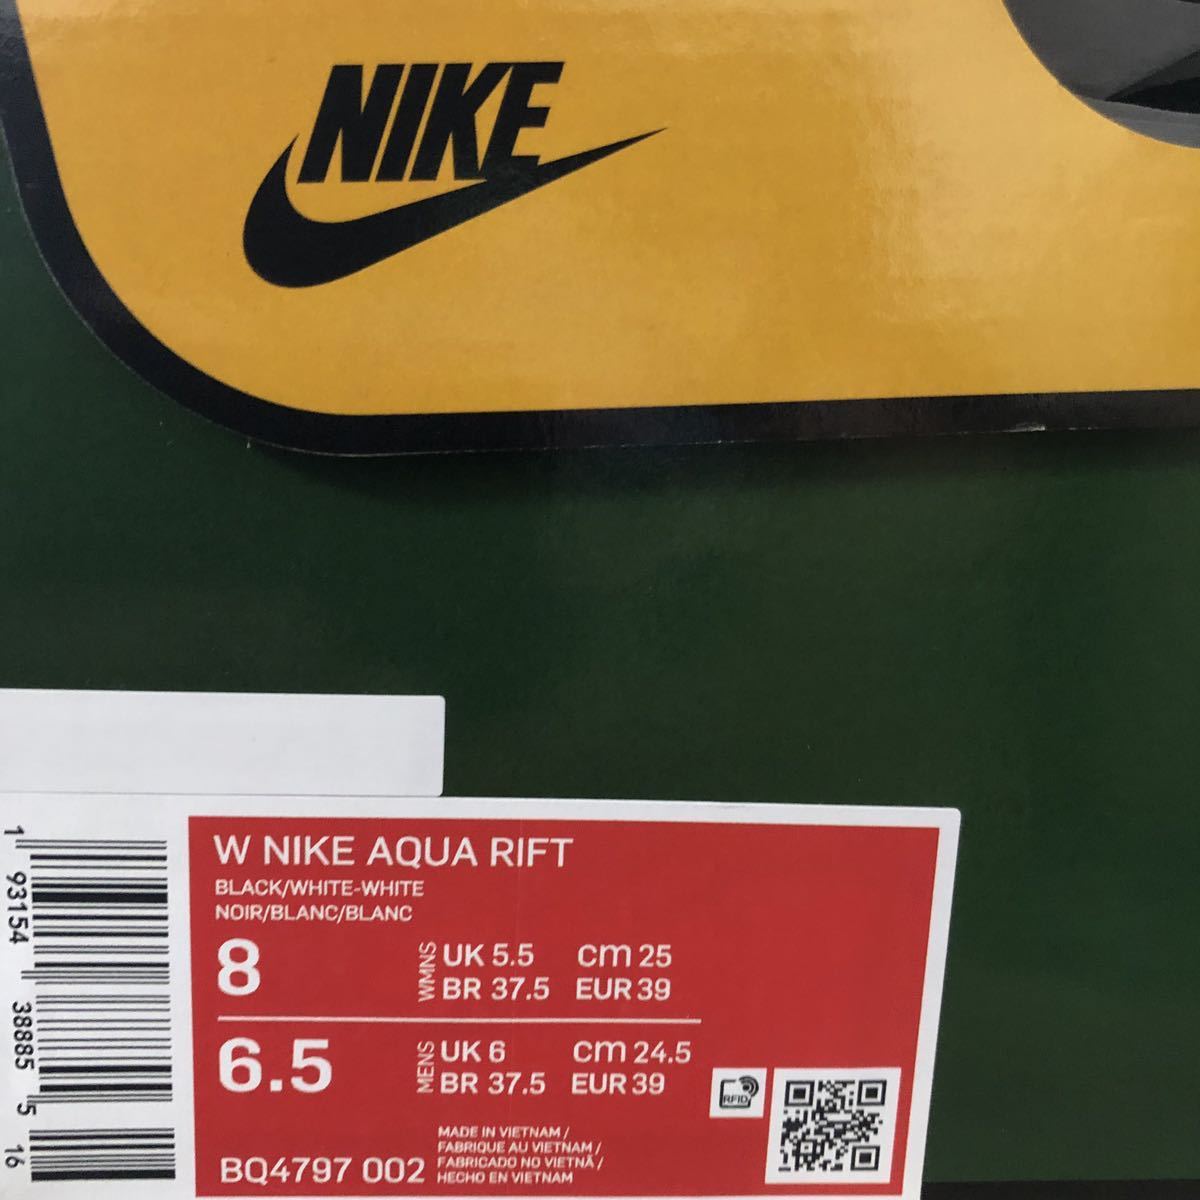 NIKE
W NIKE AQUA RIFT
BLACK/WHITE-WHITE
NOIR/BLANC/BLANC
8 WMNS UK 5.5 cm 25
BR 37.5 EUR 39
6.5 MENS UK 6 cm 24.5
BR 37.5 EUR 39
RFID
MADE IN VIETNAM /
FABRIQUE AU VIETNAM /
FABRICADO NO VIETNÃ /
HECHO EN VIETNAM
BQ4797 002
1 93154 38885 5 16